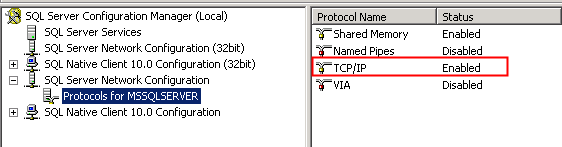 SQL Server Configuration Manager (Local)
SQL Server Services
SQL Server Network Configuration (32bit)
SQL Native Client 10.0 Configuration (32bit)
SQL Server Network Configuration
Protocols for MSSQLSERVER
SQL Native Client 10.0 Configuration
Protocol Name Status
Shared Memory Enabled
Named Pipes Disabled
TCP/IP Enabled
VIA Disabled